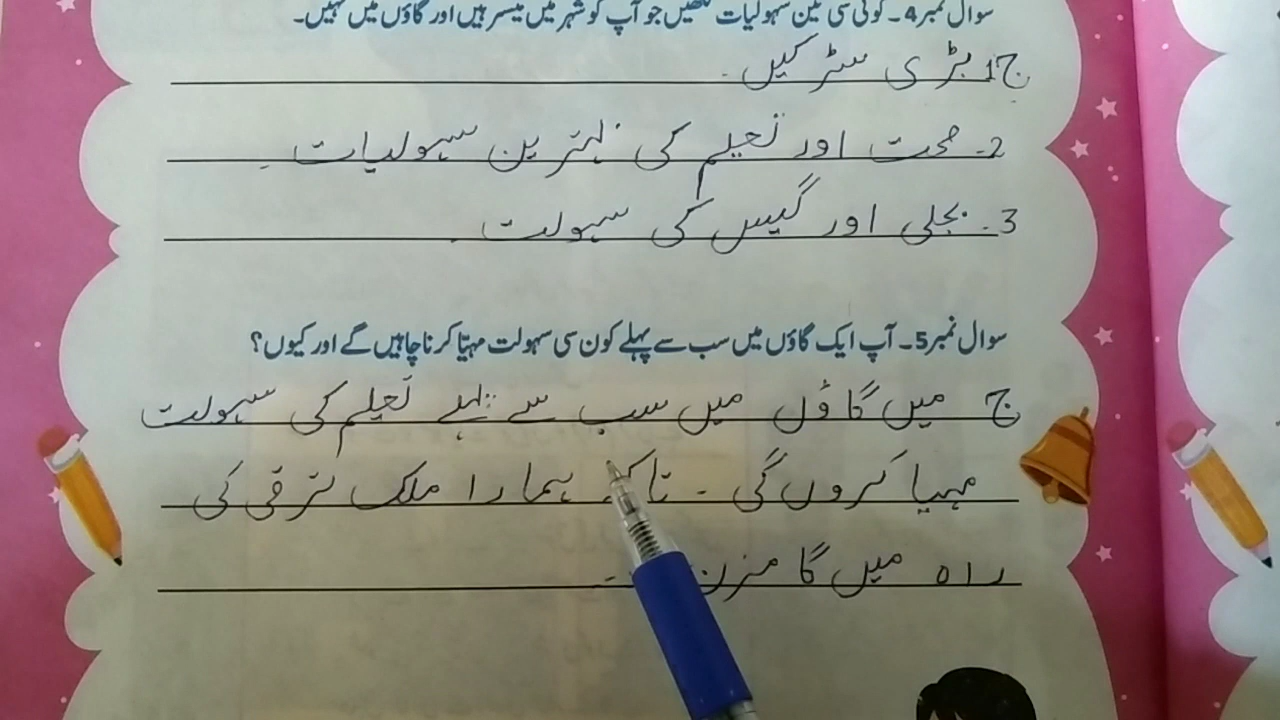 سوال نمبر 4۔ کوئی سی تین سہولیات لکھیں جو آپ کو شہر میں میسر ہیں اور گاؤں میں نہیں۔
ج 1 بڑی سڑکیں ۔
2۔ صحت اور تعلیم کی بہترین سہولیات ۔
3۔ بجلی اور گیس کی سہولت ۔
سوال نمبر 5۔ آپ ایک گاؤں میں سب سے پہلے کون سی سہولت مہیّا کرنا چاہیں گے اور کیوں؟
ج میں گاؤں میں سب سے پہلے تعلیم کی سہولت
مہیا کروں گی ۔ تاکہ ہمارا ملک ترقی کی
راہ میں گامزن ۔